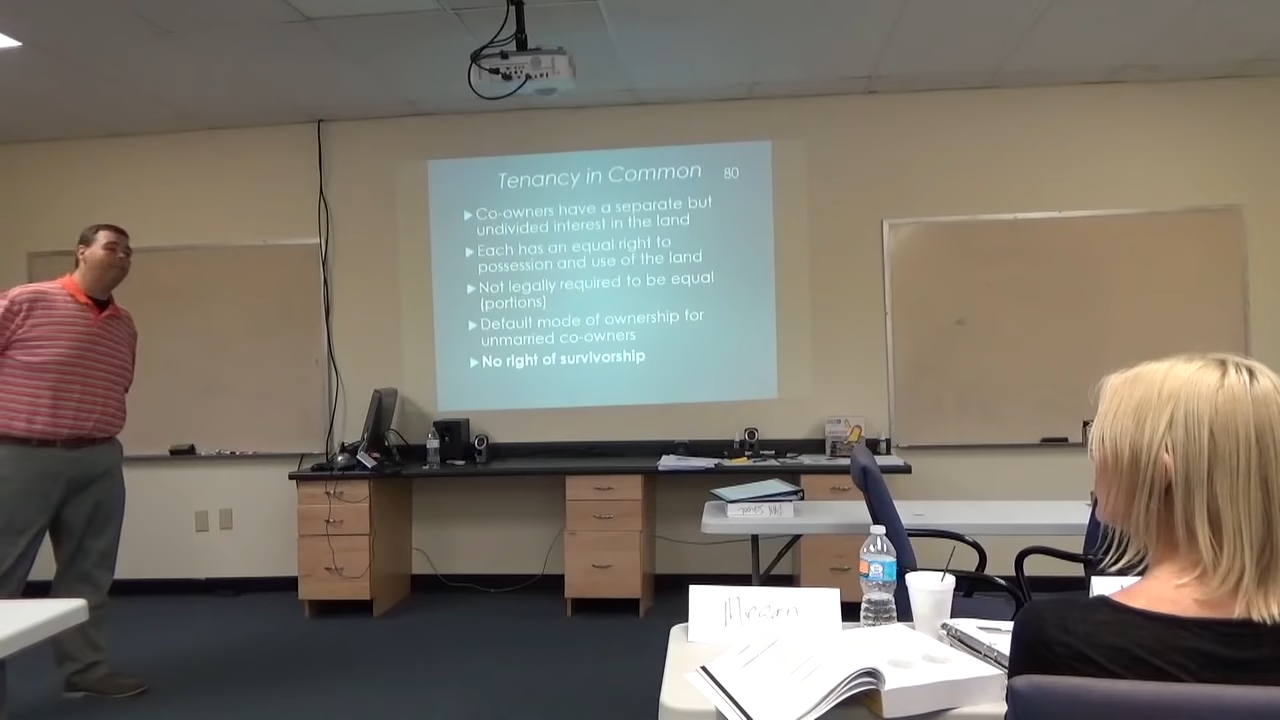 Tenancy in Common 80
Co-owners have a separate but
undivided interest in the land
Each has an equal right to
possession and use of the land
Not legally required to be equal
(portions)
Default mode of ownership for
unmarried co-owners
No right of survivorship